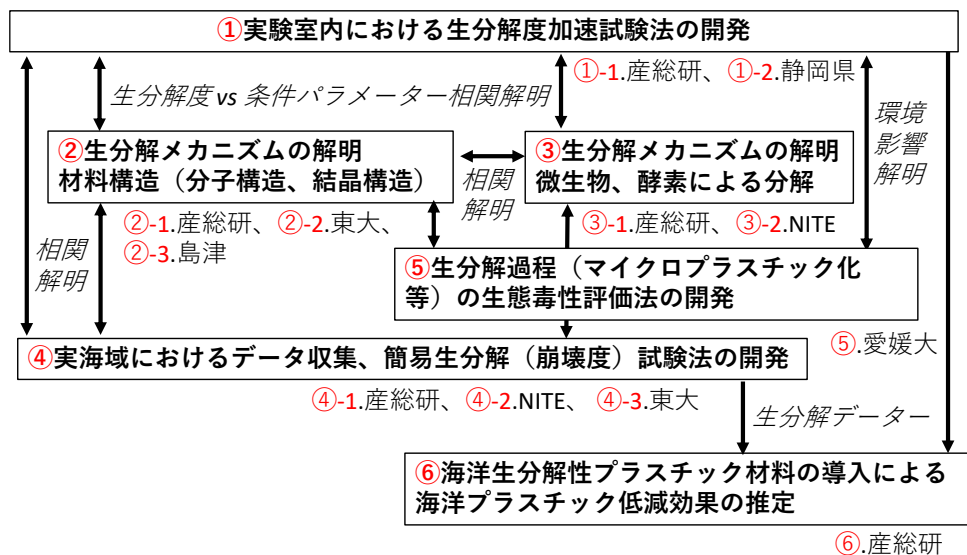 ①実験室内における生分解度加速試験法の開発
①-1.産総研、①-2.静岡県
生分解度 vs 条件パラメーター相関解明
環境
影響
解明
②生分解メカニズムの解明
材料構造（分子構造、結晶構造）
③生分解メカニズムの解明
微生物、酵素による分解
相関
解明
②-1.産総研、②-2.東大、
②-3.島津
③-1.産総研、③-2.NITE
相関
解明
⑤生分解過程（マイクロプラスチック化
等）の生態毒性評価法の開発
⑤.愛媛大
④実海域におけるデータ収集、簡易生分解（崩壊度）試験法の開発
④-1.産総研、④-2.NITE、④-3.東大
生分解データー
⑥海洋生分解性プラスチック材料の導入による
海洋プラスチック低減効果の推定
⑥.産総研